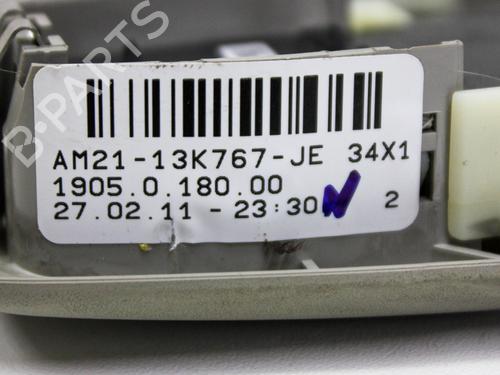 B-PARTS
AM21-13K767-JE 34X1
1905.0.180.00
27.02.11 - 23:30 2